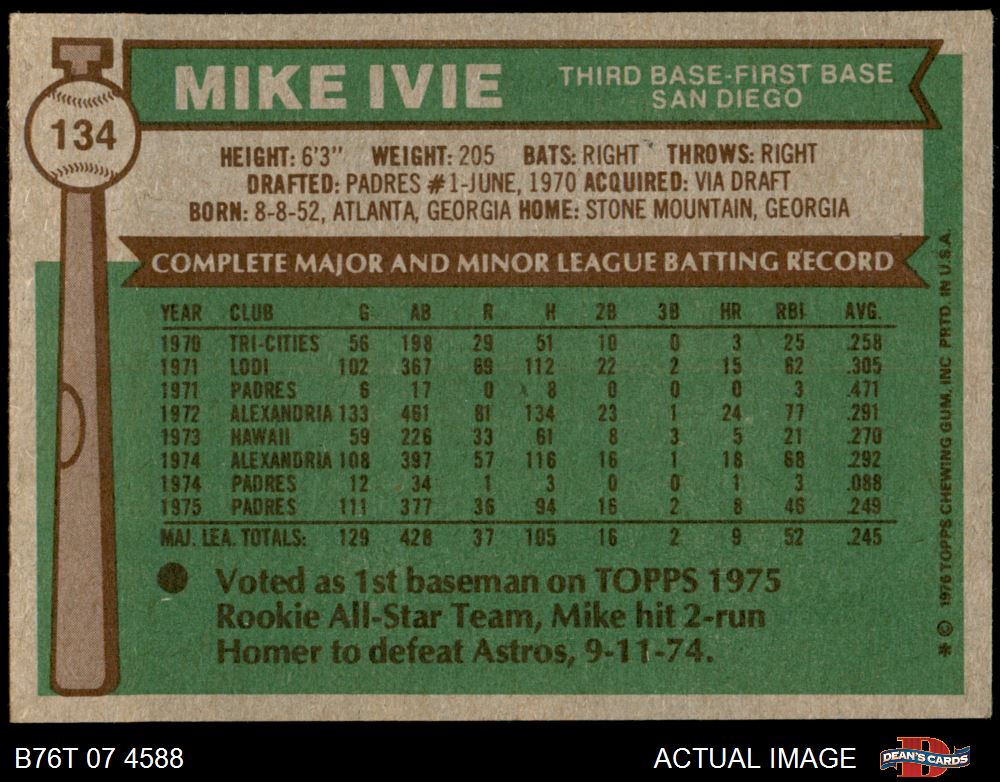 134
MIKE IVIE
THIRD BASE-FIRST BASE
SAN DIEGO
HEIGHT: 6'3" WEIGHT: 205 BATS: RIGHT THROWS: RIGHT
DRAFTED: PADRES #1-JUNE, 1970 ACQUIRED: VIA DRAFT
BORN: 8-8-52, ATLANTA, GEORGIA HOME: STONE MOUNTAIN, GEORGIA
COMPLETE MAJOR AND MINOR LEAGUE BATTING RECORD
YEAR CLUB G AB R H 2B 3B HR RBI AVG.
1970 TRI-CITIES 56 198 29 51 10 0 3 25 .258
1971 LODI 102 367 69 112 22 2 15 62 .305
1971 PADRES 6 17 0 8 0 0 0 3 .471
1972 ALEXANDRIA 133 461 81 134 23 1 24 77 .291
1973 HAWAII 59 226 33 61 8 3 5 21 .270
1974 ALEXANDRIA 108 397 57 116 16 1 18 68 .292
1974 PADRES 12 34 1 3 0 0 1 3 .088
1975 PADRES 111 377 36 94 16 2 8 46 .249
MAJ. LEA. TOTALS: 129 428 37 105 16 2 9 52 .245
Voted as 1st baseman on TOPPS 1975
Rookie All-Star Team, Mike hit 2-run
Homer to defeat Astros, 9-11-74.
* © 1976 TOPPS CHEWING GUM, INC PRTD. IN U.S.A.
B76T 07 4588
ACTUAL IMAGE
D
DEAN'S CARDS